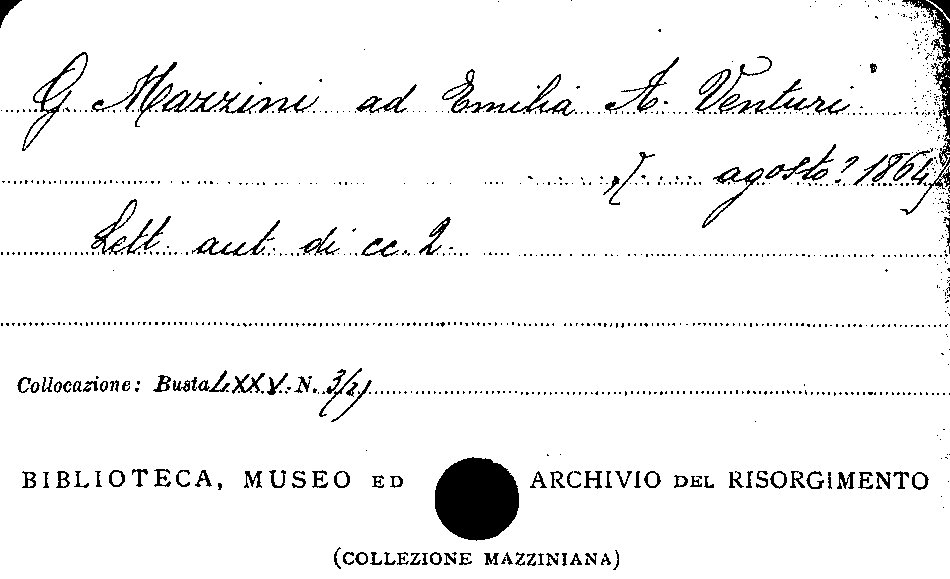 G. Mazzini ad Emilia A. Venturi.
[.... agosto? 1864]
Lett. aut. di cc. 2.
Collocazione: Busta LXXV. N. 3/21
BIBLIOTECA, MUSEO ED ARCHIVIO DEL RISORGIMENTO
(COLLEZIONE MAZZINIANA)